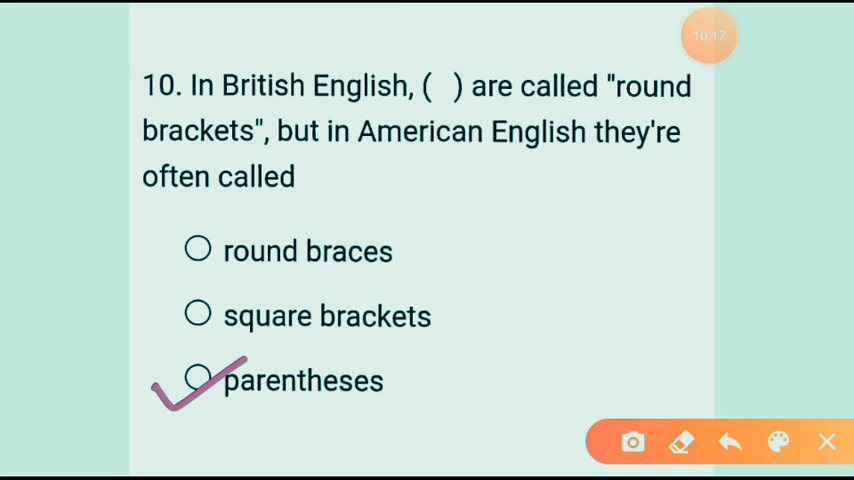 10:17
10. In British English, ( ) are called "round
brackets", but in American English they're
often called
round braces
square brackets
parentheses